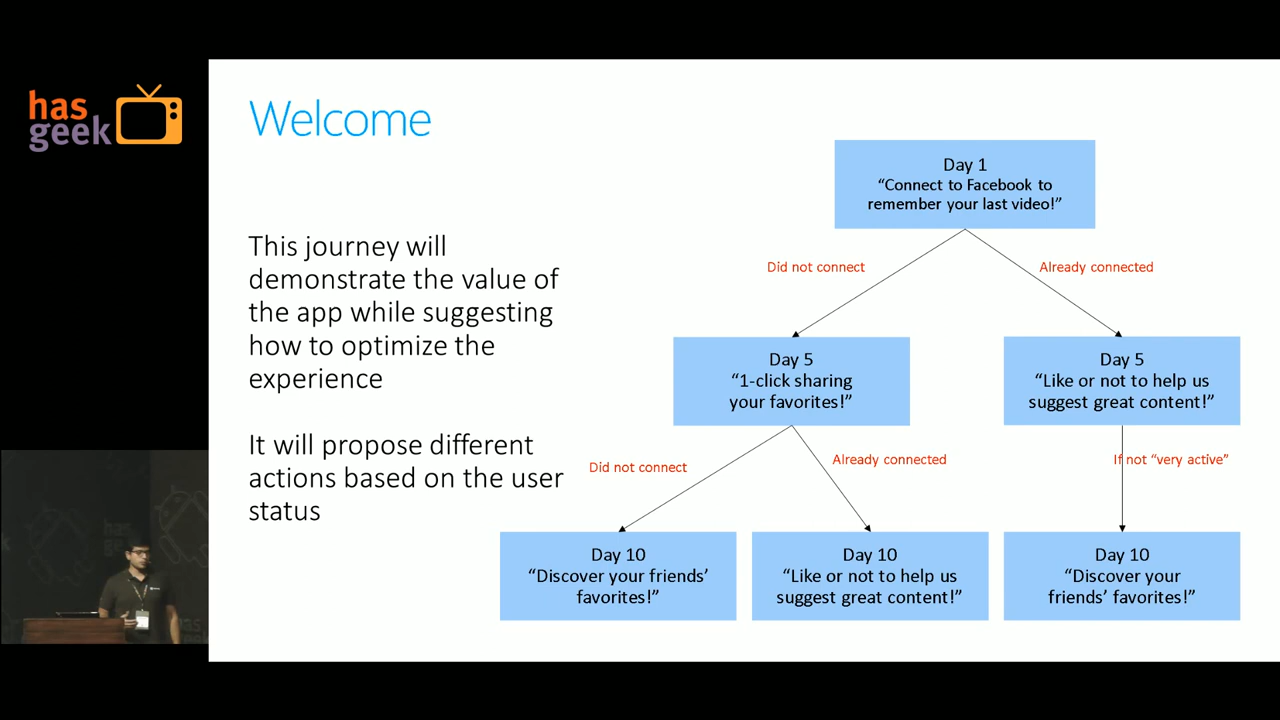 has
geek
Welcome
This journey will
demonstrate the value of
the app while suggesting
how to optimize the
experience
It will propose different
actions based on the user
status
Day 1
“Connect to Facebook to
remember your last video!”
Did not connect
Already connected
Day 5
“1-click sharing
your favorites!”
Day 5
“Like or not to help us
suggest great content!”
Did not connect
Already connected
If not “very active”
Day 10
“Discover your friends’
favorites!”
Day 10
“Like or not to help us
suggest great content!”
Day 10
“Discover your
friends’ favorites!”